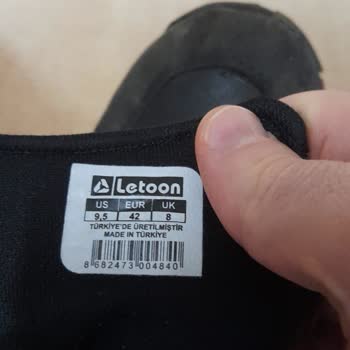 Letoon
US EUR UK
9,5 42 8
TÜRKİYE'DE ÜRETİLMİŞTİR
MADE IN TÜRKİYE
8 682473 004840